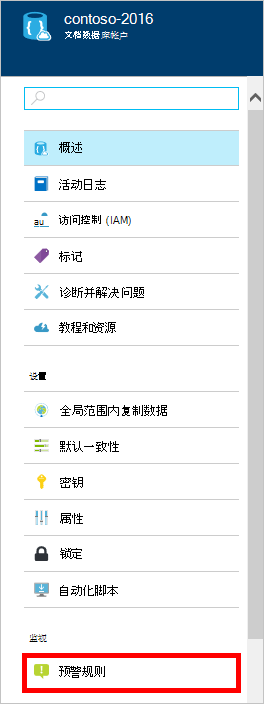 contoso-2016
文档数据库帐户
概述
活动日志
访问控制 (IAM)
标记
诊断并解决问题
教程和资源
设置
全局范围内复制数据
默认一致性
密钥
属性
锁定
自动化脚本
监视
预警规则